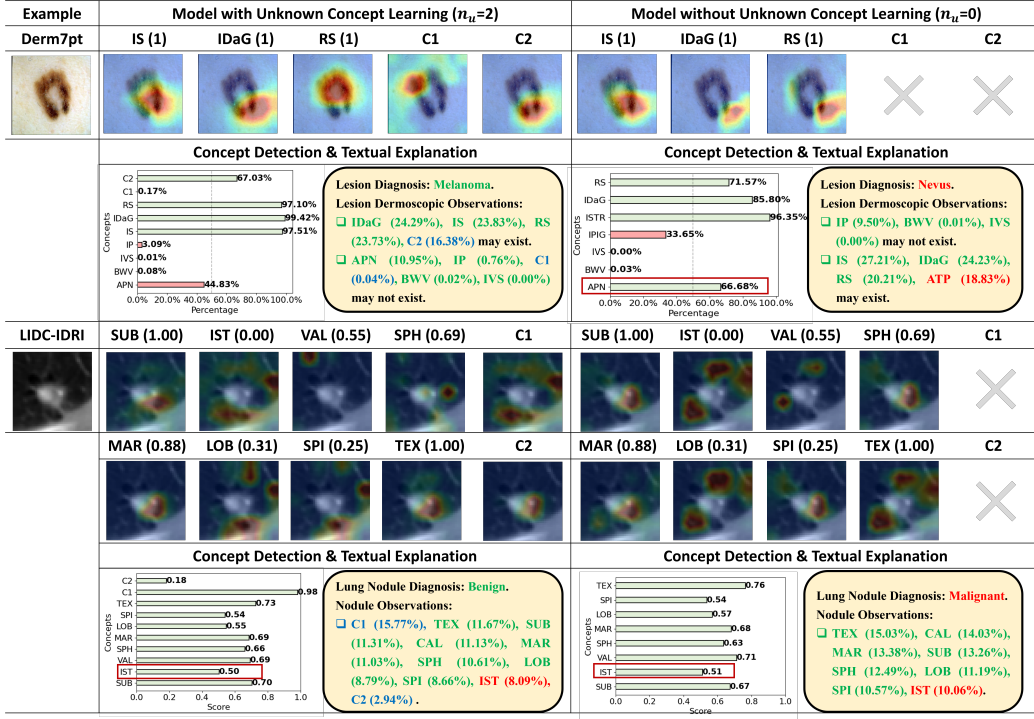 Example Model with Unknown Concept Learning (nᵤ=2) Model without Unknown Concept Learning (nᵤ=0)
Derm7pt IS (1) IDaG (1) RS (1) C1 C2 IS (1) IDaG (1) RS (1) C1 C2
Concept Detection & Textual Explanation Concept Detection & Textual Explanation
Concepts
C2 67.03%
C1 0.17%
RS 97.10%
IDaG 99.42%
IS 97.51%
IP 3.09%
IVS 0.01%
BWV 0.08%
APN 44.83%
0.0% 20.0% 40.0% 60.0% 80.0% 100.0%
Percentage
Lesion Diagnosis: Melanoma.
Lesion Dermoscopic Observations:
IDaG (24.29%), IS (23.83%), RS
(23.73%), C2 (16.38%) may exist.
APN (10.95%), IP (0.76%), C1
(0.04%), BWV (0.02%), IVS (0.00%)
may not exist.
Concepts
RS 71.57%
IDaG 85.80%
ISTR 96.35%
IPIG 33.65%
IVS 0.00%
BWV 0.03%
APN 66.68%
0.0% 20.0% 40.0% 60.0% 80.0% 100.0%
Percentage
Lesion Diagnosis: Nevus.
Lesion Dermoscopic Observations:
IP (9.50%), BWV (0.01%), IVS
(0.00%) may not exist.
IS (27.21%), IDaG (24.23%),
RS (20.21%), ATP (18.83%)
may exist.
LIDC-IDRI SUB (1.00) IST (0.00) VAL (0.55) SPH (0.69) C1 SUB (1.00) IST (0.00) VAL (0.55) SPH (0.69) C1
MAR (0.88) LOB (0.31) SPI (0.25) TEX (1.00) C2 MAR (0.88) LOB (0.31) SPI (0.25) TEX (1.00) C2
Concept Detection & Textual Explanation Concept Detection & Textual Explanation
Concepts
C2 0.18
C1 0.98
TEX 0.73
SPI 0.54
LOB 0.55
MAR 0.69
SPH 0.66
VAL 0.69
IST 0.50
SUB 0.70
0.0 0.2 0.4 0.6 0.8 1.0
Score
Lung Nodule Diagnosis: Benign.
Nodule Observations:
C1 (15.77%), TEX (11.67%), SUB
(11.31%), CAL (11.13%), MAR
(11.03%), SPH (10.61%), LOB
(8.79%), SPI (8.66%), IST (8.09%),
C2 (2.94%) .
Concepts
TEX 0.76
SPI 0.54
LOB 0.57
MAR 0.68
SPH 0.63
VAL 0.71
IST 0.51
SUB 0.67
0.0 0.2 0.4 0.6 0.8 1.0
Score
Lung Nodule Diagnosis: Malignant.
Nodule Observations:
TEX (15.03%), CAL (14.03%),
MAR (13.38%), SUB (13.26%),
SPH (12.49%), LOB (11.19%),
SPI (10.57%), IST (10.06%).